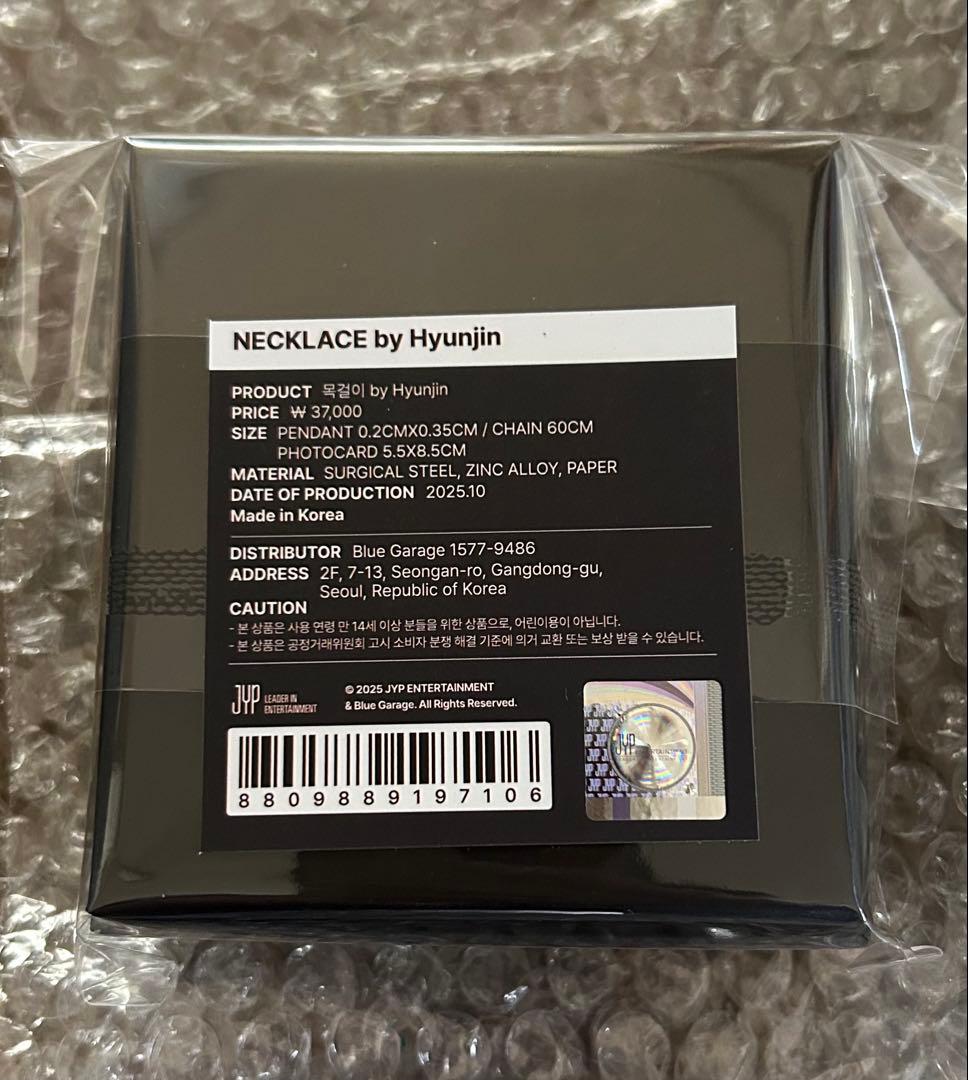 NECKLACE by Hyunjin
PRODUCT 목걸이 by Hyunjin
PRICE ₩ 37,000
SIZE PENDANT 0.2CMX0.35CM / CHAIN 60CM
PHOTOCARD 5.5X8.5CM
MATERIAL SURGICAL STEEL, ZINC ALLOY, PAPER
DATE OF PRODUCTION 2025.10
Made in Korea
DISTRIBUTOR Blue Garage 1577-9486
ADDRESS 2F, 7-13, Seongan-ro, Gangdong-gu,
Seoul, Republic of Korea
CAUTION
- 본 상품은 사용 연령 만 14세 이상 분들을 위한 상품으로, 어린이용이 아닙니다.
- 본 상품은 공정거래위원회 고시 소비자 분쟁 해결 기준에 의거 교환 또는 보상 받을 수 있습니다.
JYP LEADER IN
ENTERTAINMENT
© 2025 JYP ENTERTAINMENT
& Blue Garage. All Rights Reserved.
8809889197106
JYP